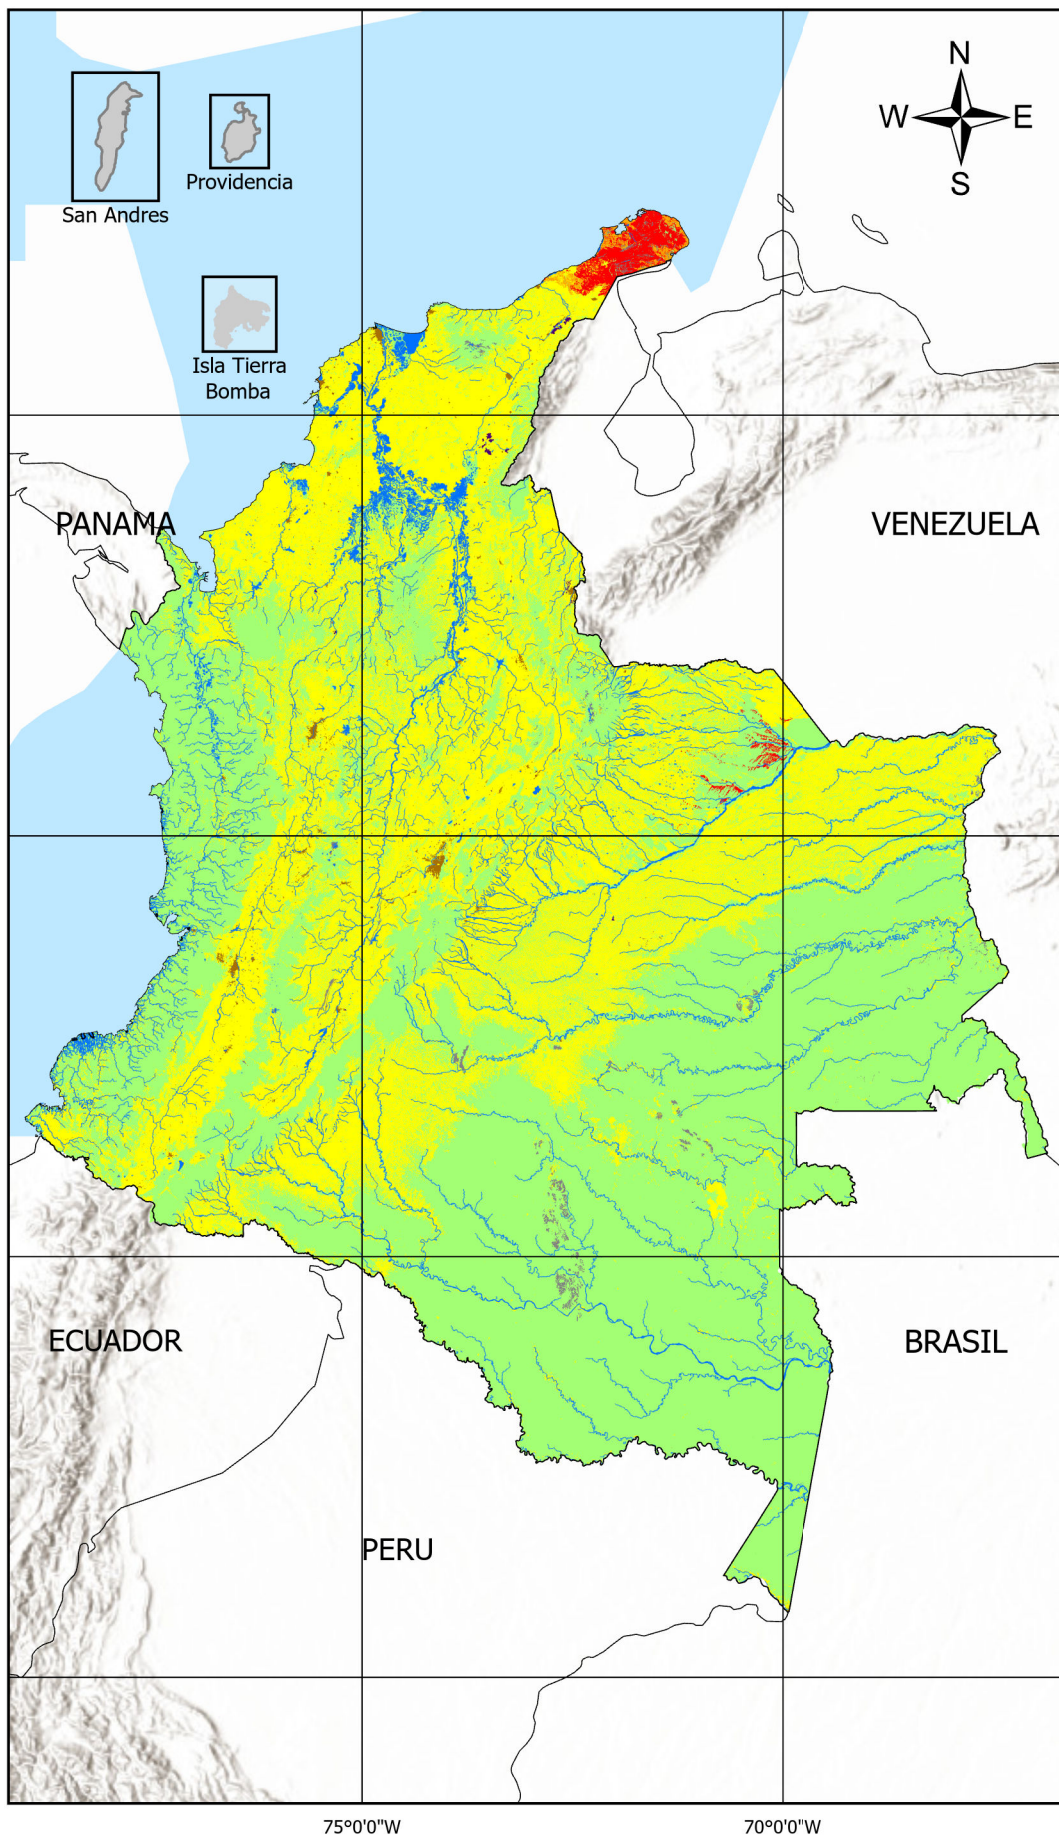 N
W E
S
San Andres
Providencia
Isla Tierra
Bomba
PANAMA
VENEZUELA
ECUADOR
BRASIL
PERU
75°0'0"W
70°0'0"W